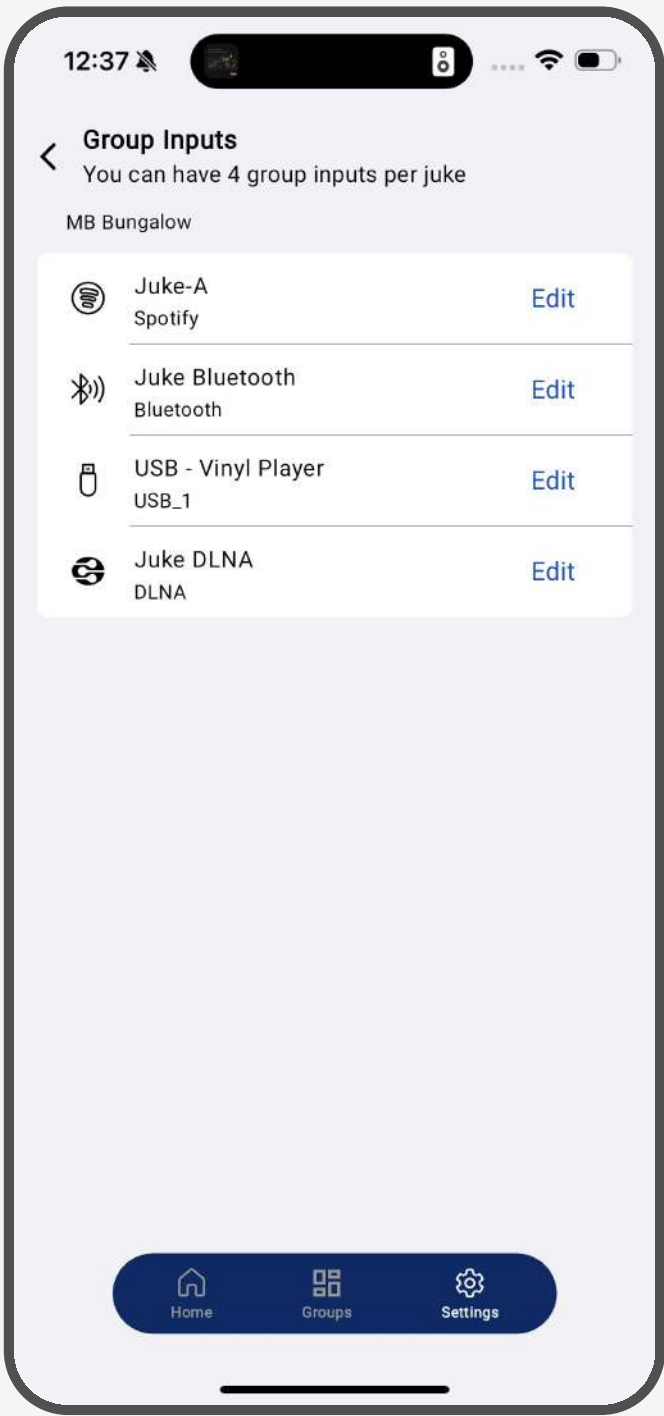 12:37
Group Inputs
You can have 4 group inputs per juke
MB Bungalow
Juke-A
Spotify
Edit
Juke Bluetooth
Bluetooth
Edit
USB - Vinyl Player
USB_1
Edit
Juke DLNA
DLNA
Edit
Home
Groups
Settings